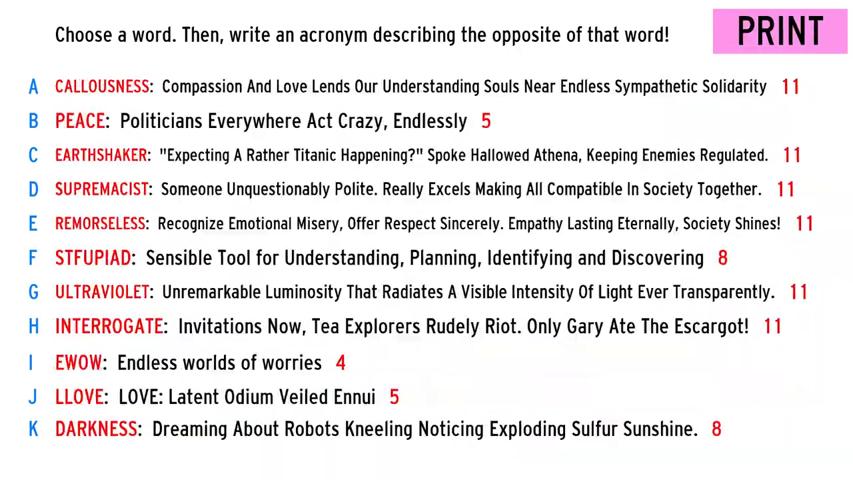 Choose a word. Then, write an acronym describing the opposite of that word!
PRINT
A CALLOUSNESS: Compassion And Love Lends Our Understanding Souls Near Endless Sympathetic Solidarity 11
B PEACE: Politicians Everywhere Act Crazy, Endlessly 5
C EARTHSHAKER: "Expecting A Rather Titanic Happening?" Spoke Hallowed Athena, Keeping Enemies Regulated. 11
D SUPREMACIST: Someone Unquestionably Polite. Really Excels Making All Compatible In Society Together. 11
E REMORSELESS: Recognize Emotional Misery, Offer Respect Sincerely. Empathy Lasting Eternally, Society Shines! 11
F STFUPIAD: Sensible Tool for Understanding, Planning, Identifying and Discovering 8
G ULTRAVIOLET: Unremarkable Luminosity That Radiates A Visible Intensity Of Light Ever Transparently. 11
H INTERROGATE: Invitations Now, Tea Explorers Rudely Riot. Only Gary Ate The Escargot! 11
I EWOW: Endless worlds of worries 4
J LLOVE: LOVE: Latent Odium Veiled Ennui 5
K DARKNESS: Dreaming About Robots Kneeling Noticing Exploding Sulfur Sunshine. 8